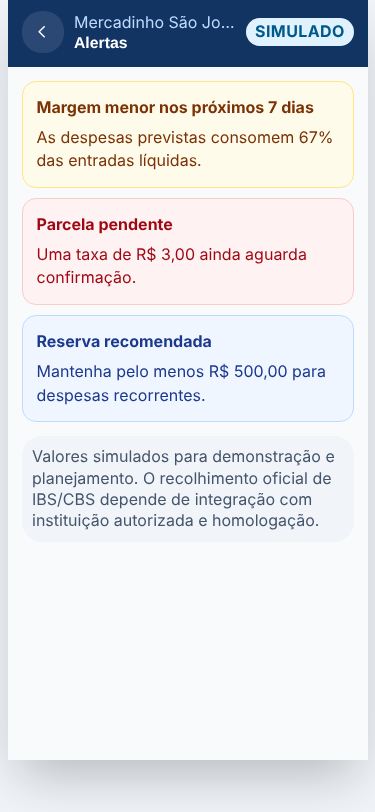 Mercadinho São Jo...
Alertas
SIMULADO
Margem menor nos próximos 7 dias
As despesas previstas consomem 67%
das entradas líquidas.
Parcela pendente
Uma taxa de R$ 3,00 ainda aguarda
confirmação.
Reserva recomendada
Mantenha pelo menos R$ 500,00 para
despesas recorrentes.
Valores simulados para demonstração e
planejamento. O recolhimento oficial de
IBS/CBS depende de integração com
instituição autorizada e homologação.